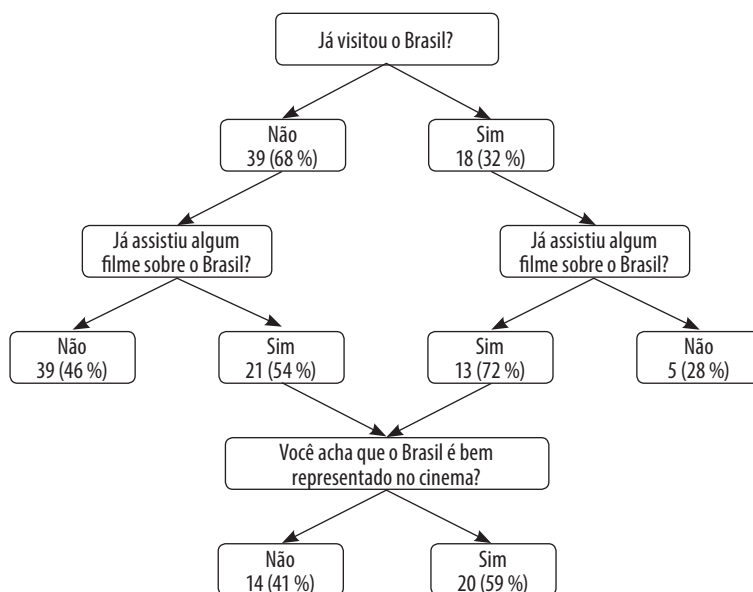 Já visitou o Brasil?
Não
39 (68 %)
Sim
18 (32 %)
Já assistiu algum
filme sobre o Brasil?
Já assistiu algum
filme sobre o Brasil?
Não
39 (46 %)
Sim
21 (54 %)
Sim
13 (72 %)
Não
5 (28 %)
Você acha que o Brasil é bem
representado no cinema?
Não
14 (41 %)
Sim
20 (59 %)